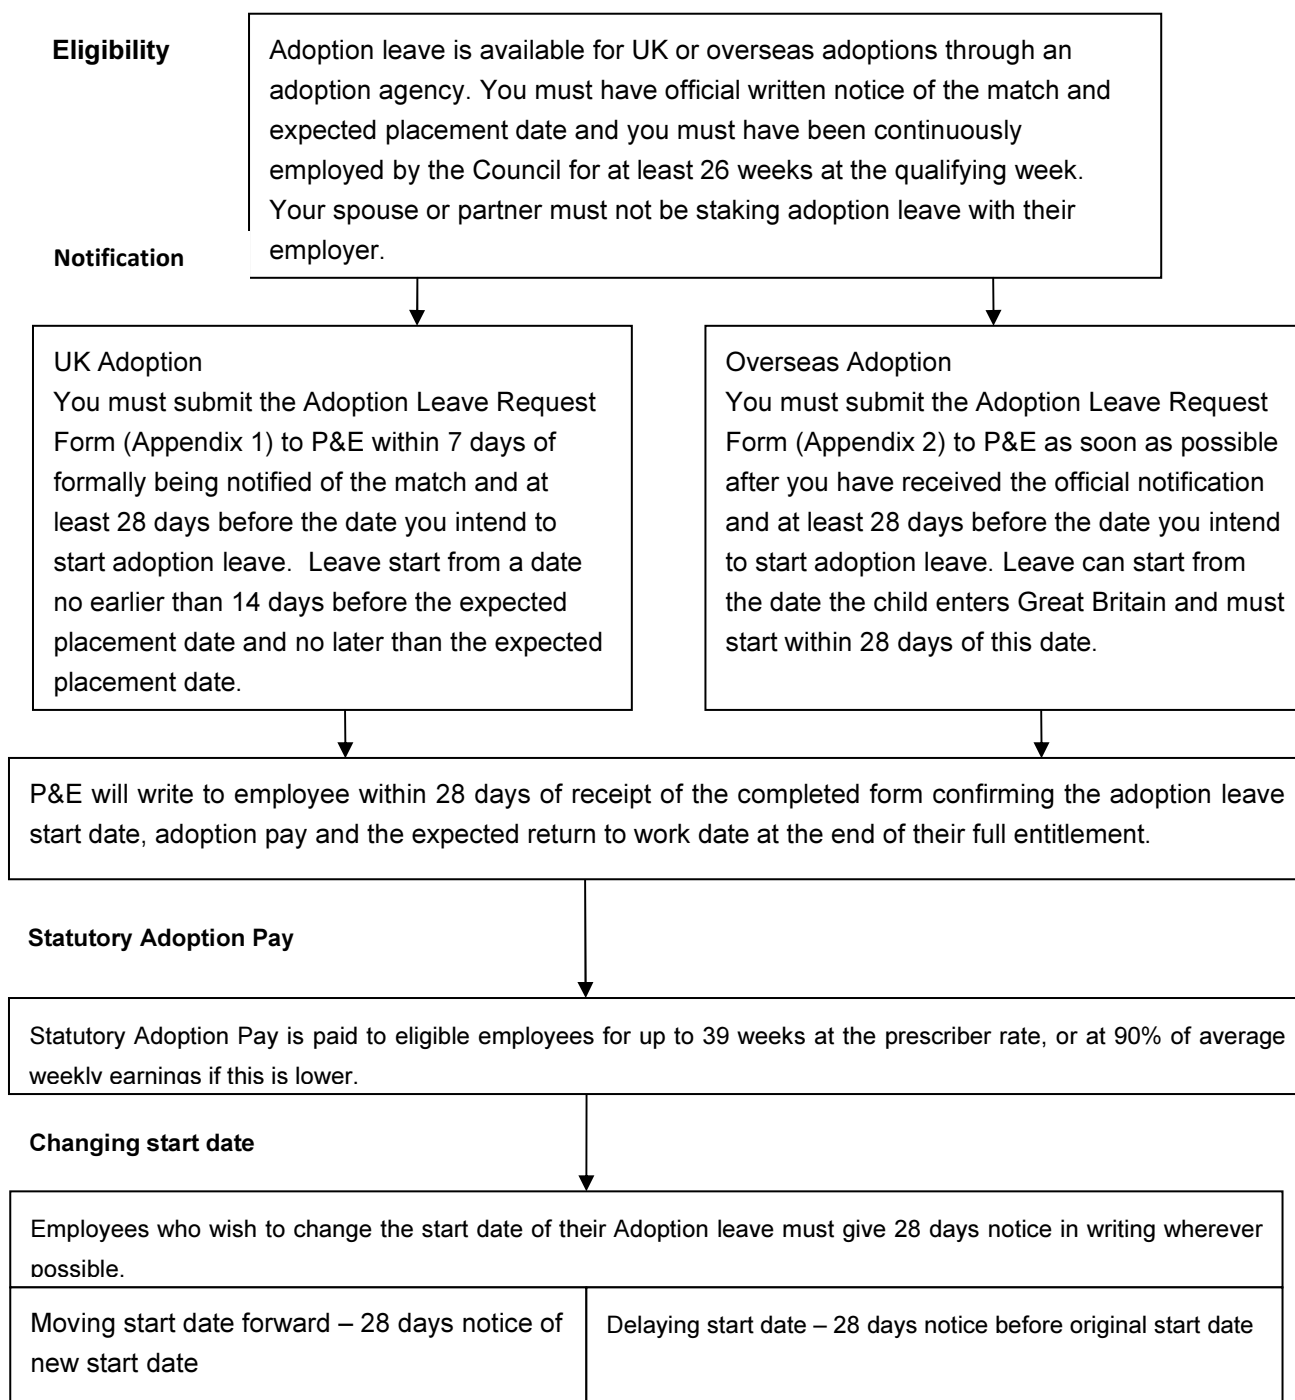 Eligibility
Adoption leave is available for UK or overseas adoptions through an
adoption agency. You must have official written notice of the match and
expected placement date and you must have been continuously
employed by the Council for at least 26 weeks at the qualifying week.
Your spouse or partner must not be staking adoption leave with their
employer.
Notification
UK Adoption
You must submit the Adoption Leave Request
Form (Appendix 1) to P&E within 7 days of
formally being notified of the match and at
least 28 days before the date you intend to
start adoption leave.  Leave start from a date
no earlier than 14 days before the expected
placement date and no later than the expected
placement date.
Overseas Adoption
You must submit the Adoption Leave Request
Form (Appendix 2) to P&E as soon as possible
after you have received the official notification
and at least 28 days before the date you intend
to start adoption leave. Leave can start from
the date the child enters Great Britain and must
start within 28 days of this date.
P&E will write to employee within 28 days of receipt of the completed form confirming the adoption leave
start date, adoption pay and the expected return to work date at the end of their full entitlement.
Statutory Adoption Pay
Statutory Adoption Pay is paid to eligible employees for up to 39 weeks at the prescriber rate, or at 90% of average
weekly earnings if this is lower.
Changing start date
Employees who wish to change the start date of their Adoption leave must give 28 days notice in writing wherever
possible.
Moving start date forward – 28 days notice of
new start date
Delaying start date – 28 days notice before original start date